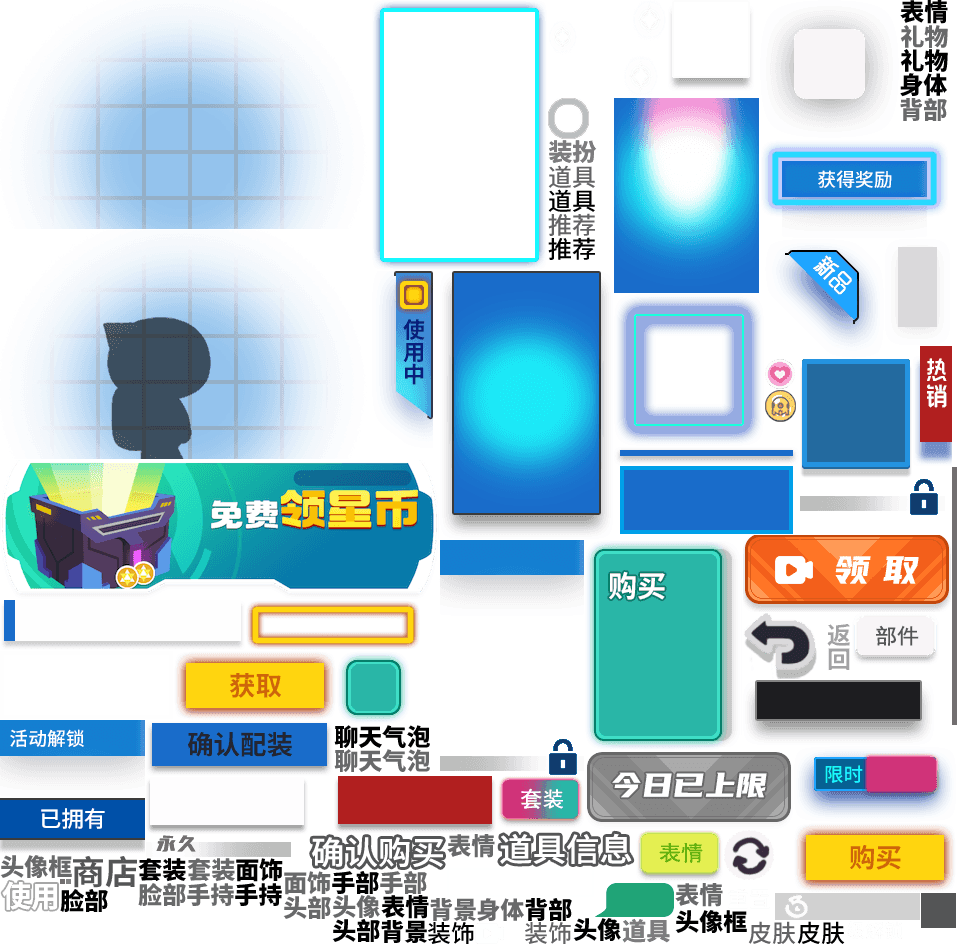 表情
礼物
礼物
身体
背部
装扮
道具
道具
推荐
推荐
获得奖励
新品
使用中
热销
免费领星币
购买
领取
返回
部件
获取
活动解锁
确认配装
聊天气泡
聊天气泡
今日已上限
限时
套装
已拥有
永久
确认购买
表情
道具信息
表情
购买
头像框
商店
套装
套装
面饰
使用
脸部
脸部
手持
手持
面饰
手部
手部
头部
头像
表情
背景
身体
背部
头部
背景
装饰
装饰
头像
道具
表情
头像框
皮肤
皮肤